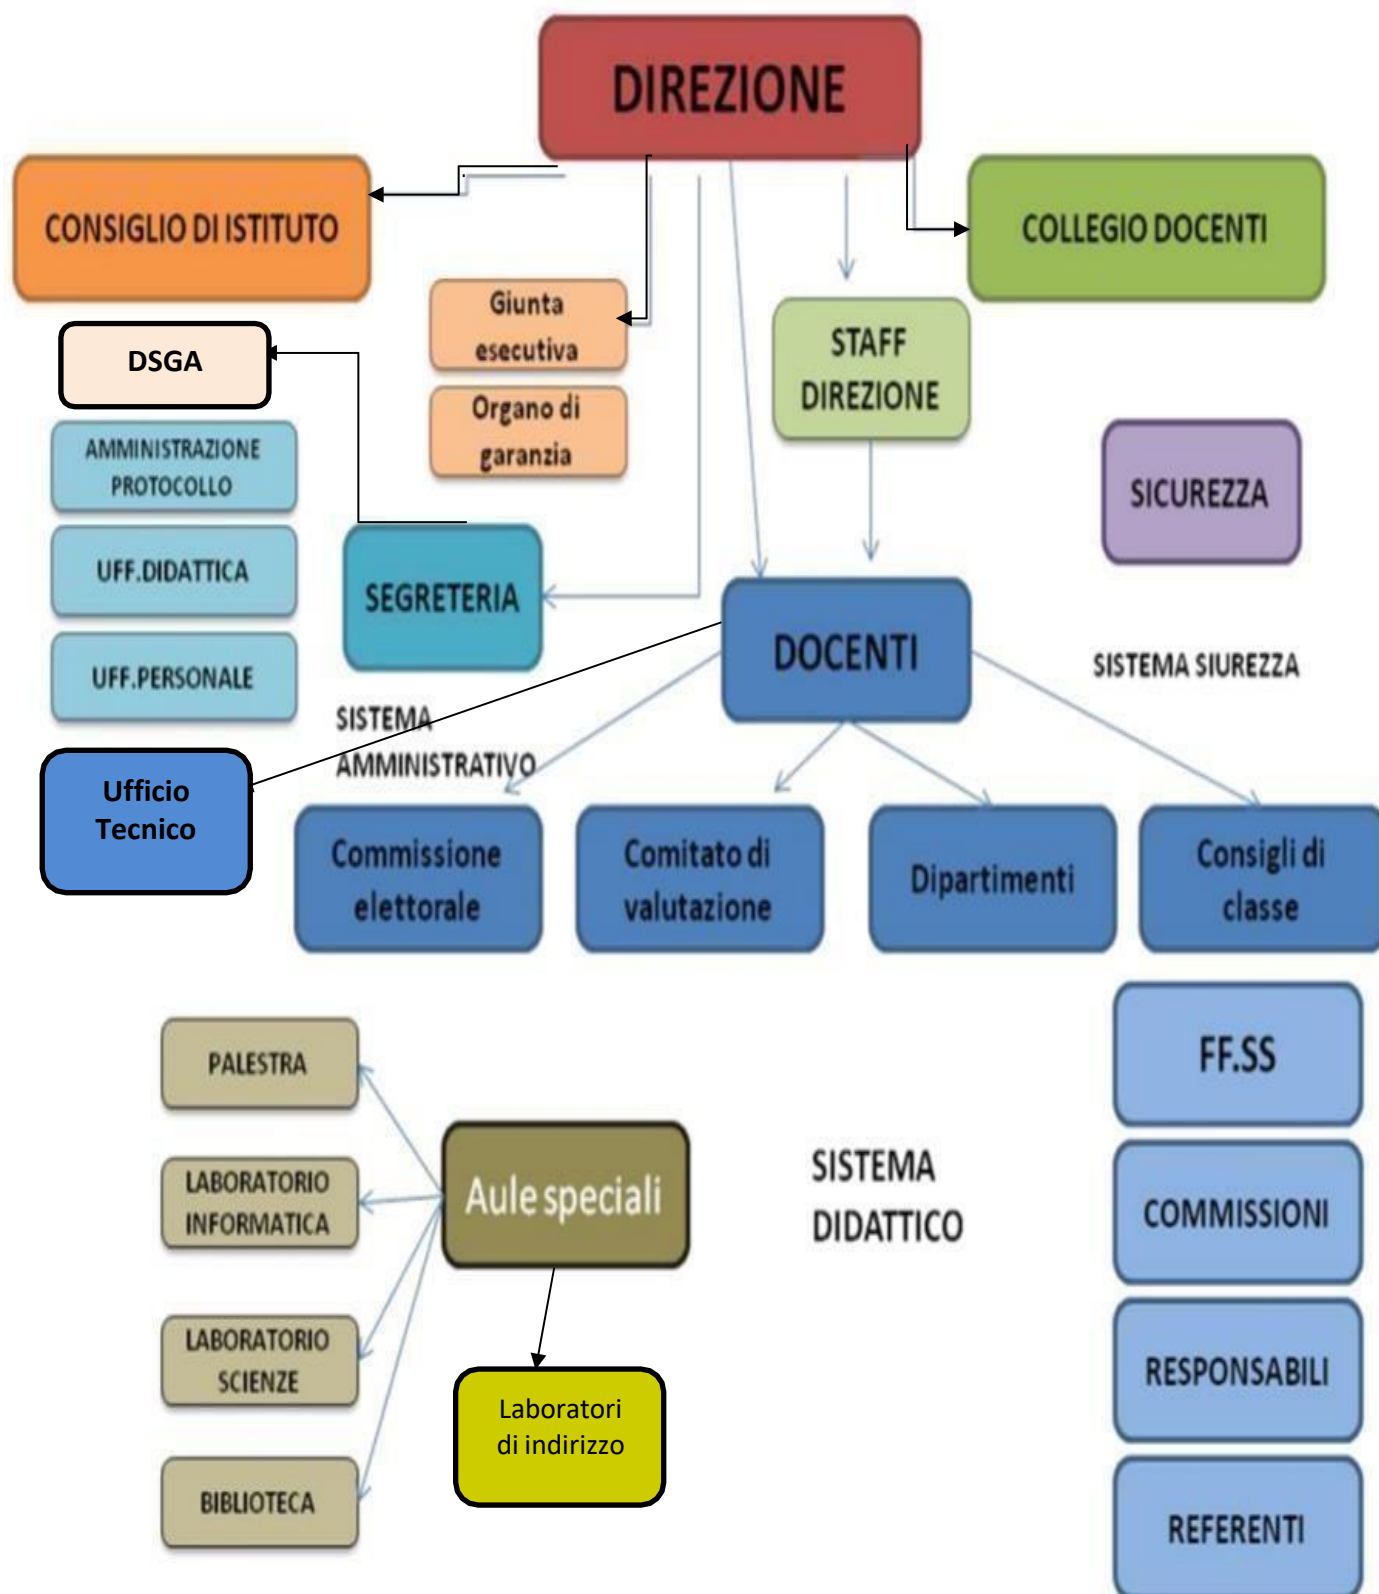 DIREZIONE
CONSIGLIO DI ISTITUTO
COLLEGIO DOCENTI
Giunta
esecutiva
STAFF
DIREZIONE
DSGA
Organo di
garanzia
AMMINISTRAZIONE
PROTOCOLLO
SICUREZZA
UFF.DIDATTICA
SEGRETERIA
DOCENTI
UFF.PERSONALE
SISTEMA SIUREZZA
SISTEMA
AMMINISTRATIVO
Ufficio
Tecnico
Commissione
elettorale
Comitato di
valutazione
Dipartimenti
Consigli di
classe
FF.SS
PALESTRA
LABORATORIO
INFORMATICA
Aule speciali
SISTEMA
DIDATTICO
COMMISSIONI
LABORATORIO
SCIENZE
RESPONSABILI
Laboratori
di indirizzo
BIBLIOTECA
REFERENTI